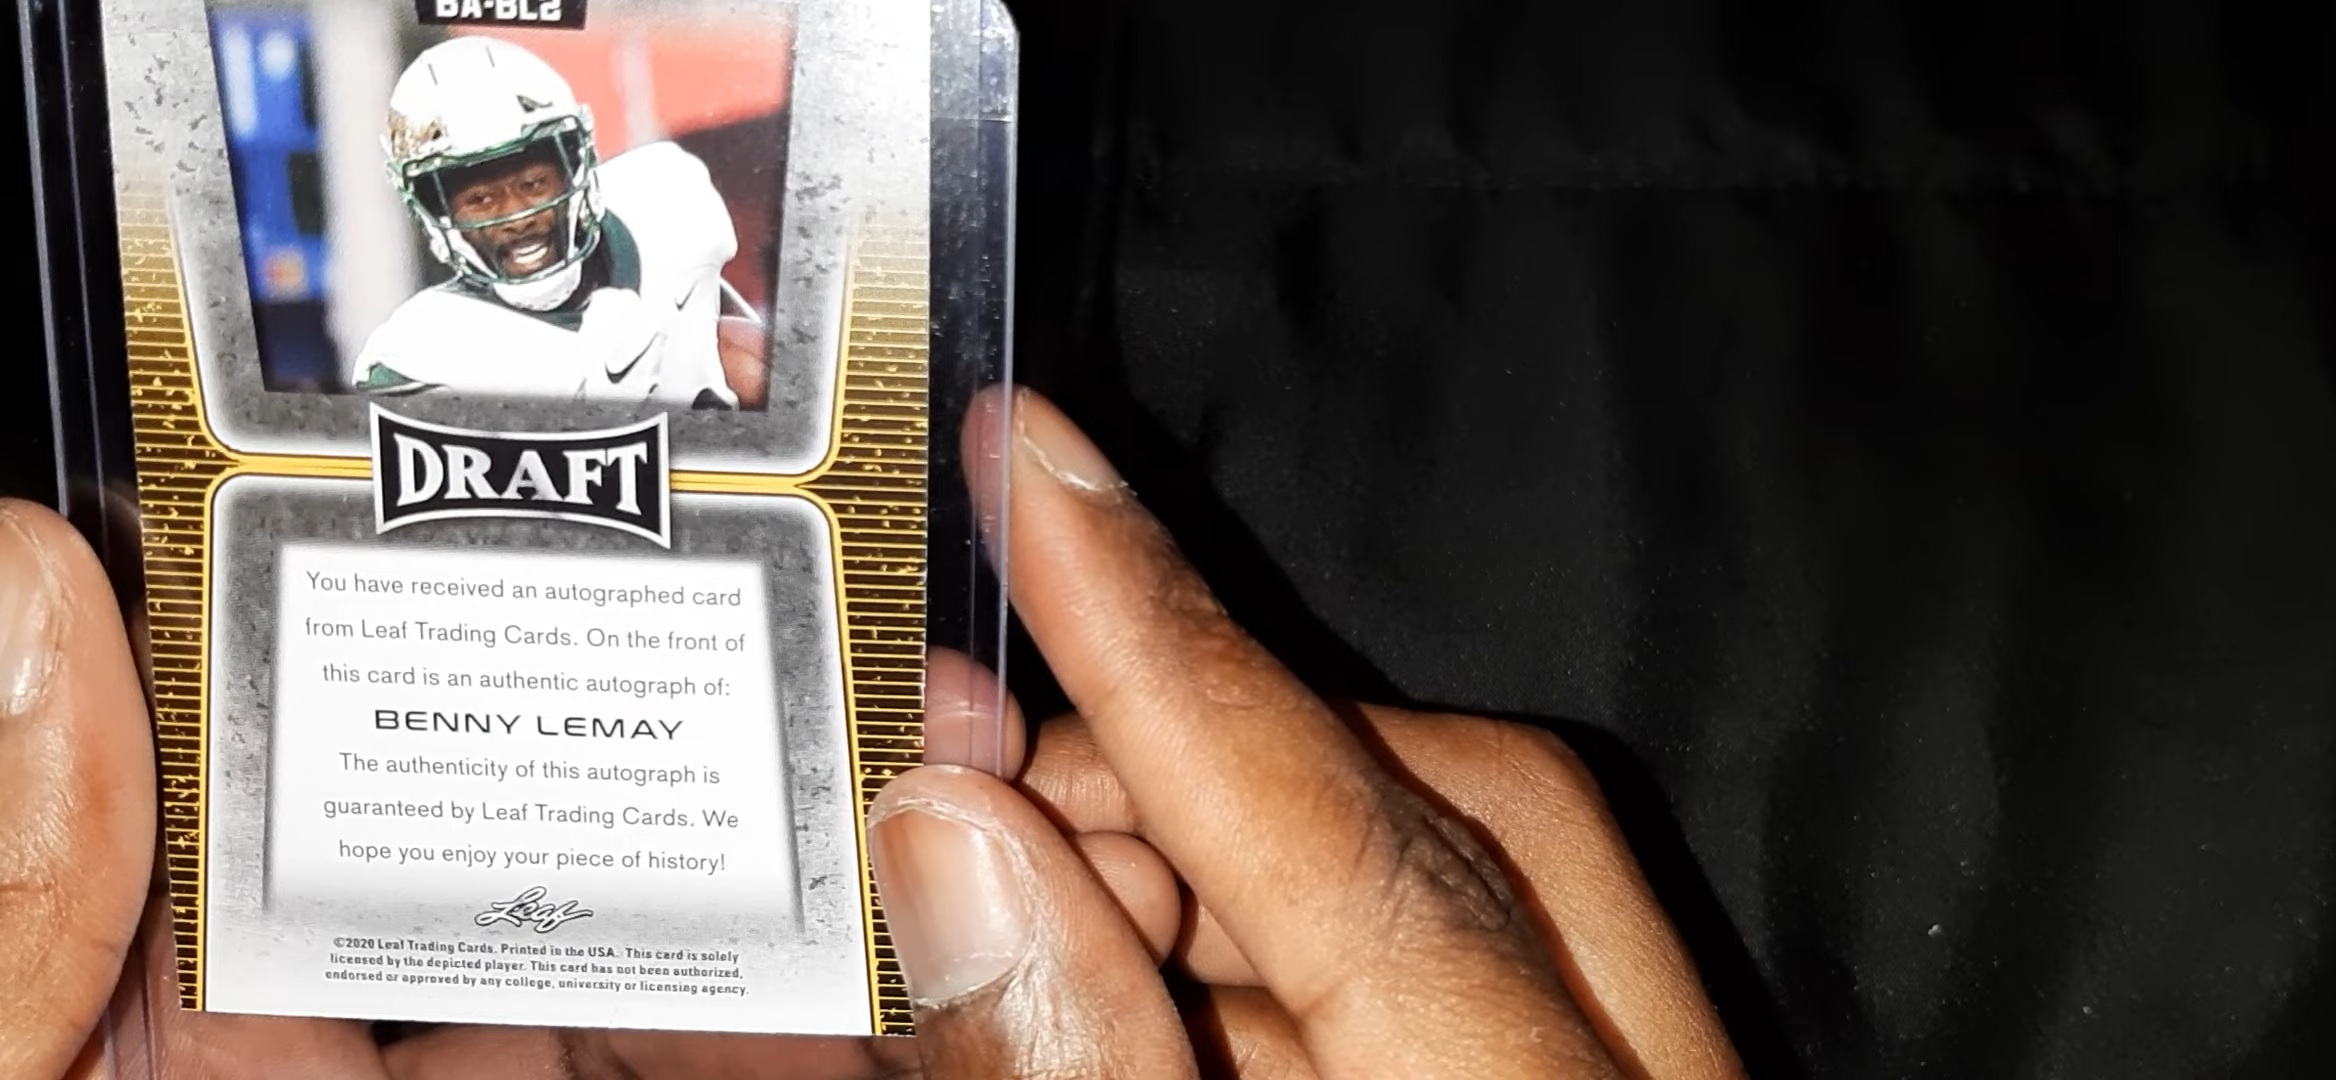 BA-BL2
DRAFT
You have received an autographed card
from Leaf Trading Cards. On the front of
this card is an authentic autograph of:
BENNY LEMAY
The authenticity of this autograph is
guaranteed by Leaf Trading Cards. We
hope you enjoy your piece of history!
Leaf
©2020 Leaf Trading Cards. Printed in the USA. This card is solely
licensed by the depicted player. This card has not been authorized,
endorsed or approved by any college, university or licensing agency.